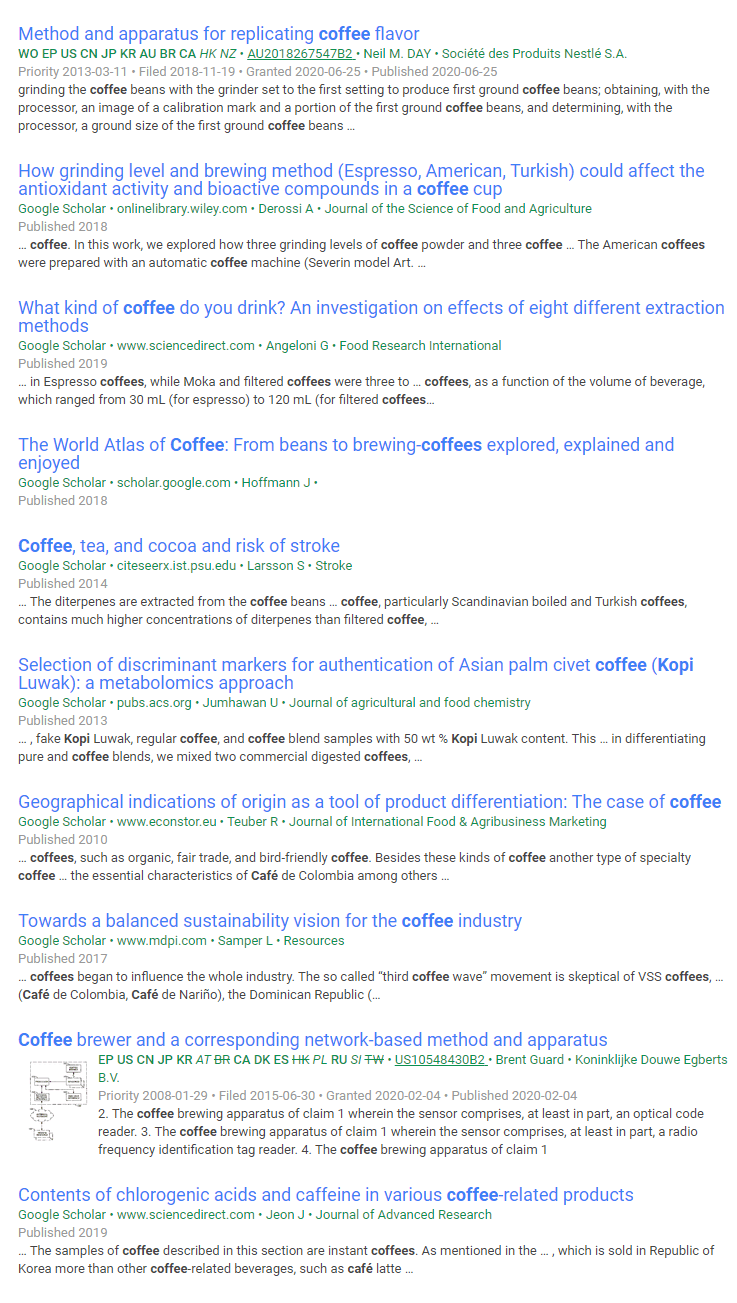 Method and apparatus for replicating coffee flavor
WO EP US CN JP KR AU BR CA HK NZ • AU2018267547B2 • Neil M. DAY • Société des Produits Nestlé S.A.
Priority 2013-03-11 • Filed 2018-11-19 • Granted 2020-06-25 • Published 2020-06-25
grinding the coffee beans with the grinder set to the first setting to produce first ground coffee beans; obtaining, with the
processor, an image of a calibration mark and a portion of the first ground coffee beans, and determining, with the
processor, a ground size of the first ground coffee beans …
How grinding level and brewing method (Espresso, American, Turkish) could affect the
antioxidant activity and bioactive compounds in a coffee cup
Google Scholar • onlinelibrary.wiley.com • Derossi A • Journal of the Science of Food and Agriculture
Published 2018
… coffee. In this work, we explored how three grinding levels of coffee powder and three coffee … The American coffees
were prepared with an automatic coffee machine (Severin model Art. …
What kind of coffee do you drink? An investigation on effects of eight different extraction
methods
Google Scholar • www.sciencedirect.com • Angeloni G • Food Research International
Published 2019
… in Espresso coffees, while Moka and filtered coffees were three to … coffees, as a function of the volume of beverage,
which ranged from 30 mL (for espresso) to 120 mL (for filtered coffees…
The World Atlas of Coffee: From beans to brewing-coffees explored, explained and
enjoyed
Google Scholar • scholar.google.com • Hoffmann J •
Published 2018
Coffee, tea, and cocoa and risk of stroke
Google Scholar • citeseerx.ist.psu.edu • Larsson S • Stroke
Published 2014
… The diterpenes are extracted from the coffee beans … coffee, particularly Scandinavian boiled and Turkish coffees,
contains much higher concentrations of diterpenes than filtered coffee, …
Selection of discriminant markers for authentication of Asian palm civet coffee (Kopi
Luwak): a metabolomics approach
Google Scholar • pubs.acs.org • Jumhawan U • Journal of agricultural and food chemistry
Published 2013
… , fake Kopi Luwak, regular coffee, and coffee blend samples with 50 wt % Kopi Luwak content. This … in differentiating
pure and coffee blends, we mixed two commercial digested coffees, …
Geographical indications of origin as a tool of product differentiation: The case of coffee
Google Scholar • www.econstor.eu • Teuber R • Journal of International Food & Agribusiness Marketing
Published 2010
… coffees, such as organic, fair trade, and bird-friendly coffee. Besides these kinds of coffee another type of specialty
coffee … the essential characteristics of Café de Colombia among others …
Towards a balanced sustainability vision for the coffee industry
Google Scholar • www.mdpi.com • Samper L • Resources
Published 2017
… coffees began to influence the whole industry. The so called “third coffee wave” movement is skeptical of VSS coffees, …
(Café de Colombia, Café de Nariño), the Dominican Republic (…
Coffee brewer and a corresponding network-based method and apparatus
EP US CN JP KR AT BR CA DK ES HK PL RU SI TW • US10548430B2 • Brent Guard • Koninklijke Douwe Egberts
B.V.
Priority 2008-01-29 • Filed 2015-06-30 • Granted 2020-02-04 • Published 2020-02-04
2. The coffee brewing apparatus of claim 1 wherein the sensor comprises, at least in part, an optical code
reader. 3. The coffee brewing apparatus of claim 1 wherein the sensor comprises, at least in part, a radio
frequency identification tag reader. 4. The coffee brewing apparatus of claim 1
Contents of chlorogenic acids and caffeine in various coffee-related products
Google Scholar • www.sciencedirect.com • Jeon J • Journal of Advanced Research
Published 2019
… The samples of coffee described in this section are instant coffees. As mentioned in the … , which is sold in Republic of
Korea more than other coffee-related beverages, such as café latte …